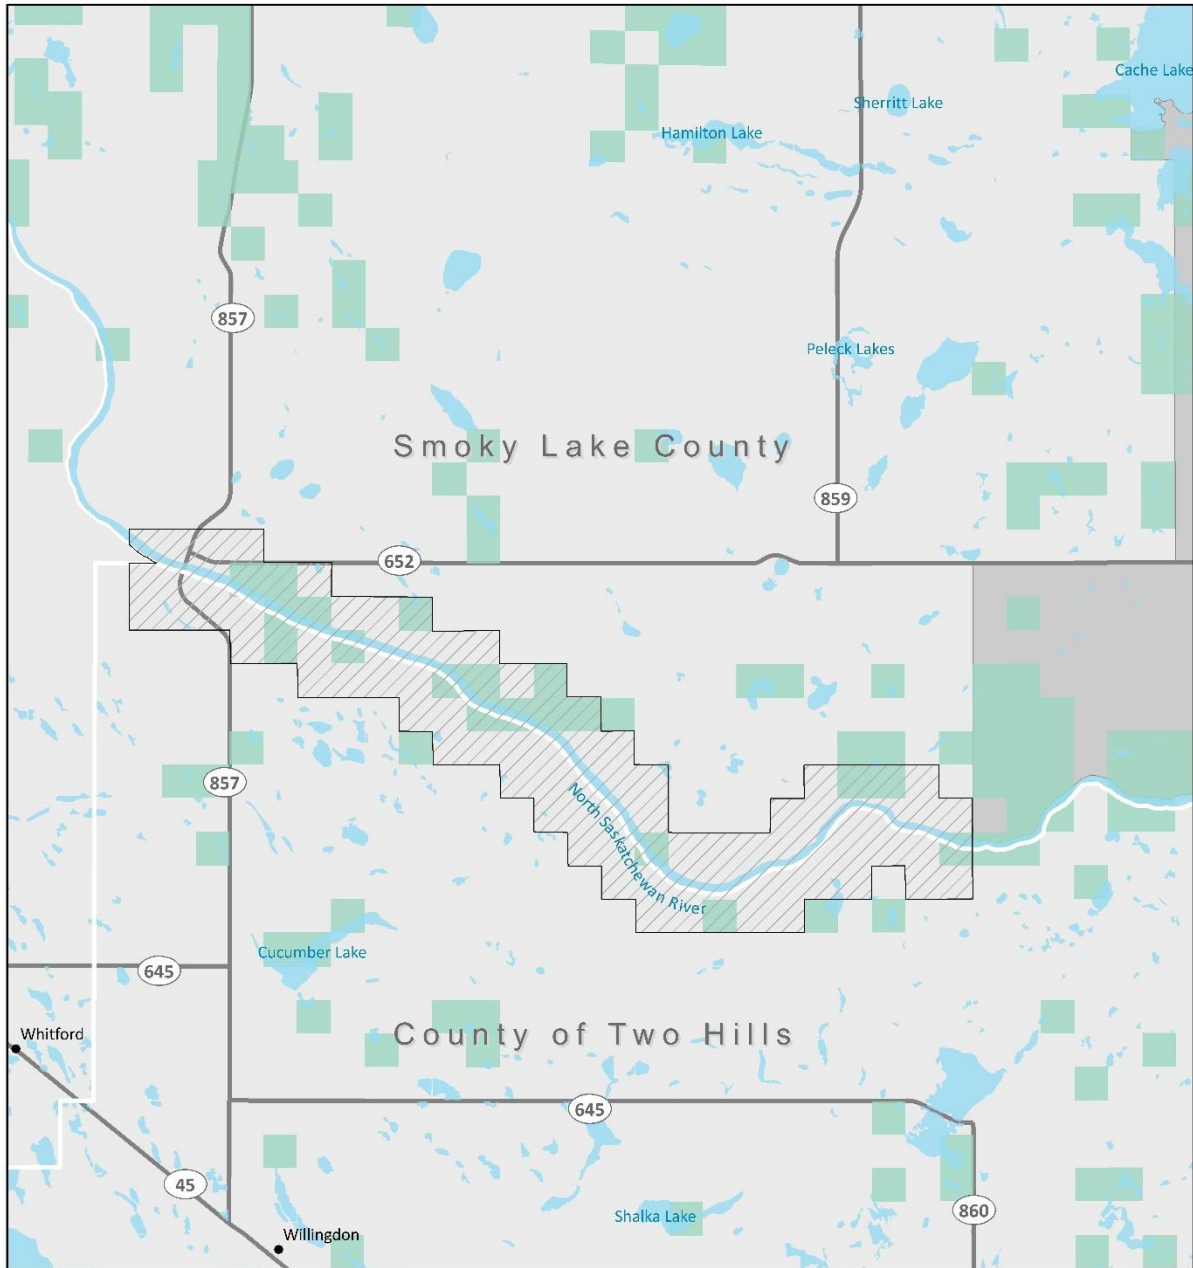 Cache Lake
Sherritt Lake
Hamilton Lake
857
Peleck Lakes
Smoky Lake County
859
652
857
North Saskatchewan River
Cucumber Lake
645
Whitford
County of Two Hills
645
45
860
Shalka Lake
Willingdon